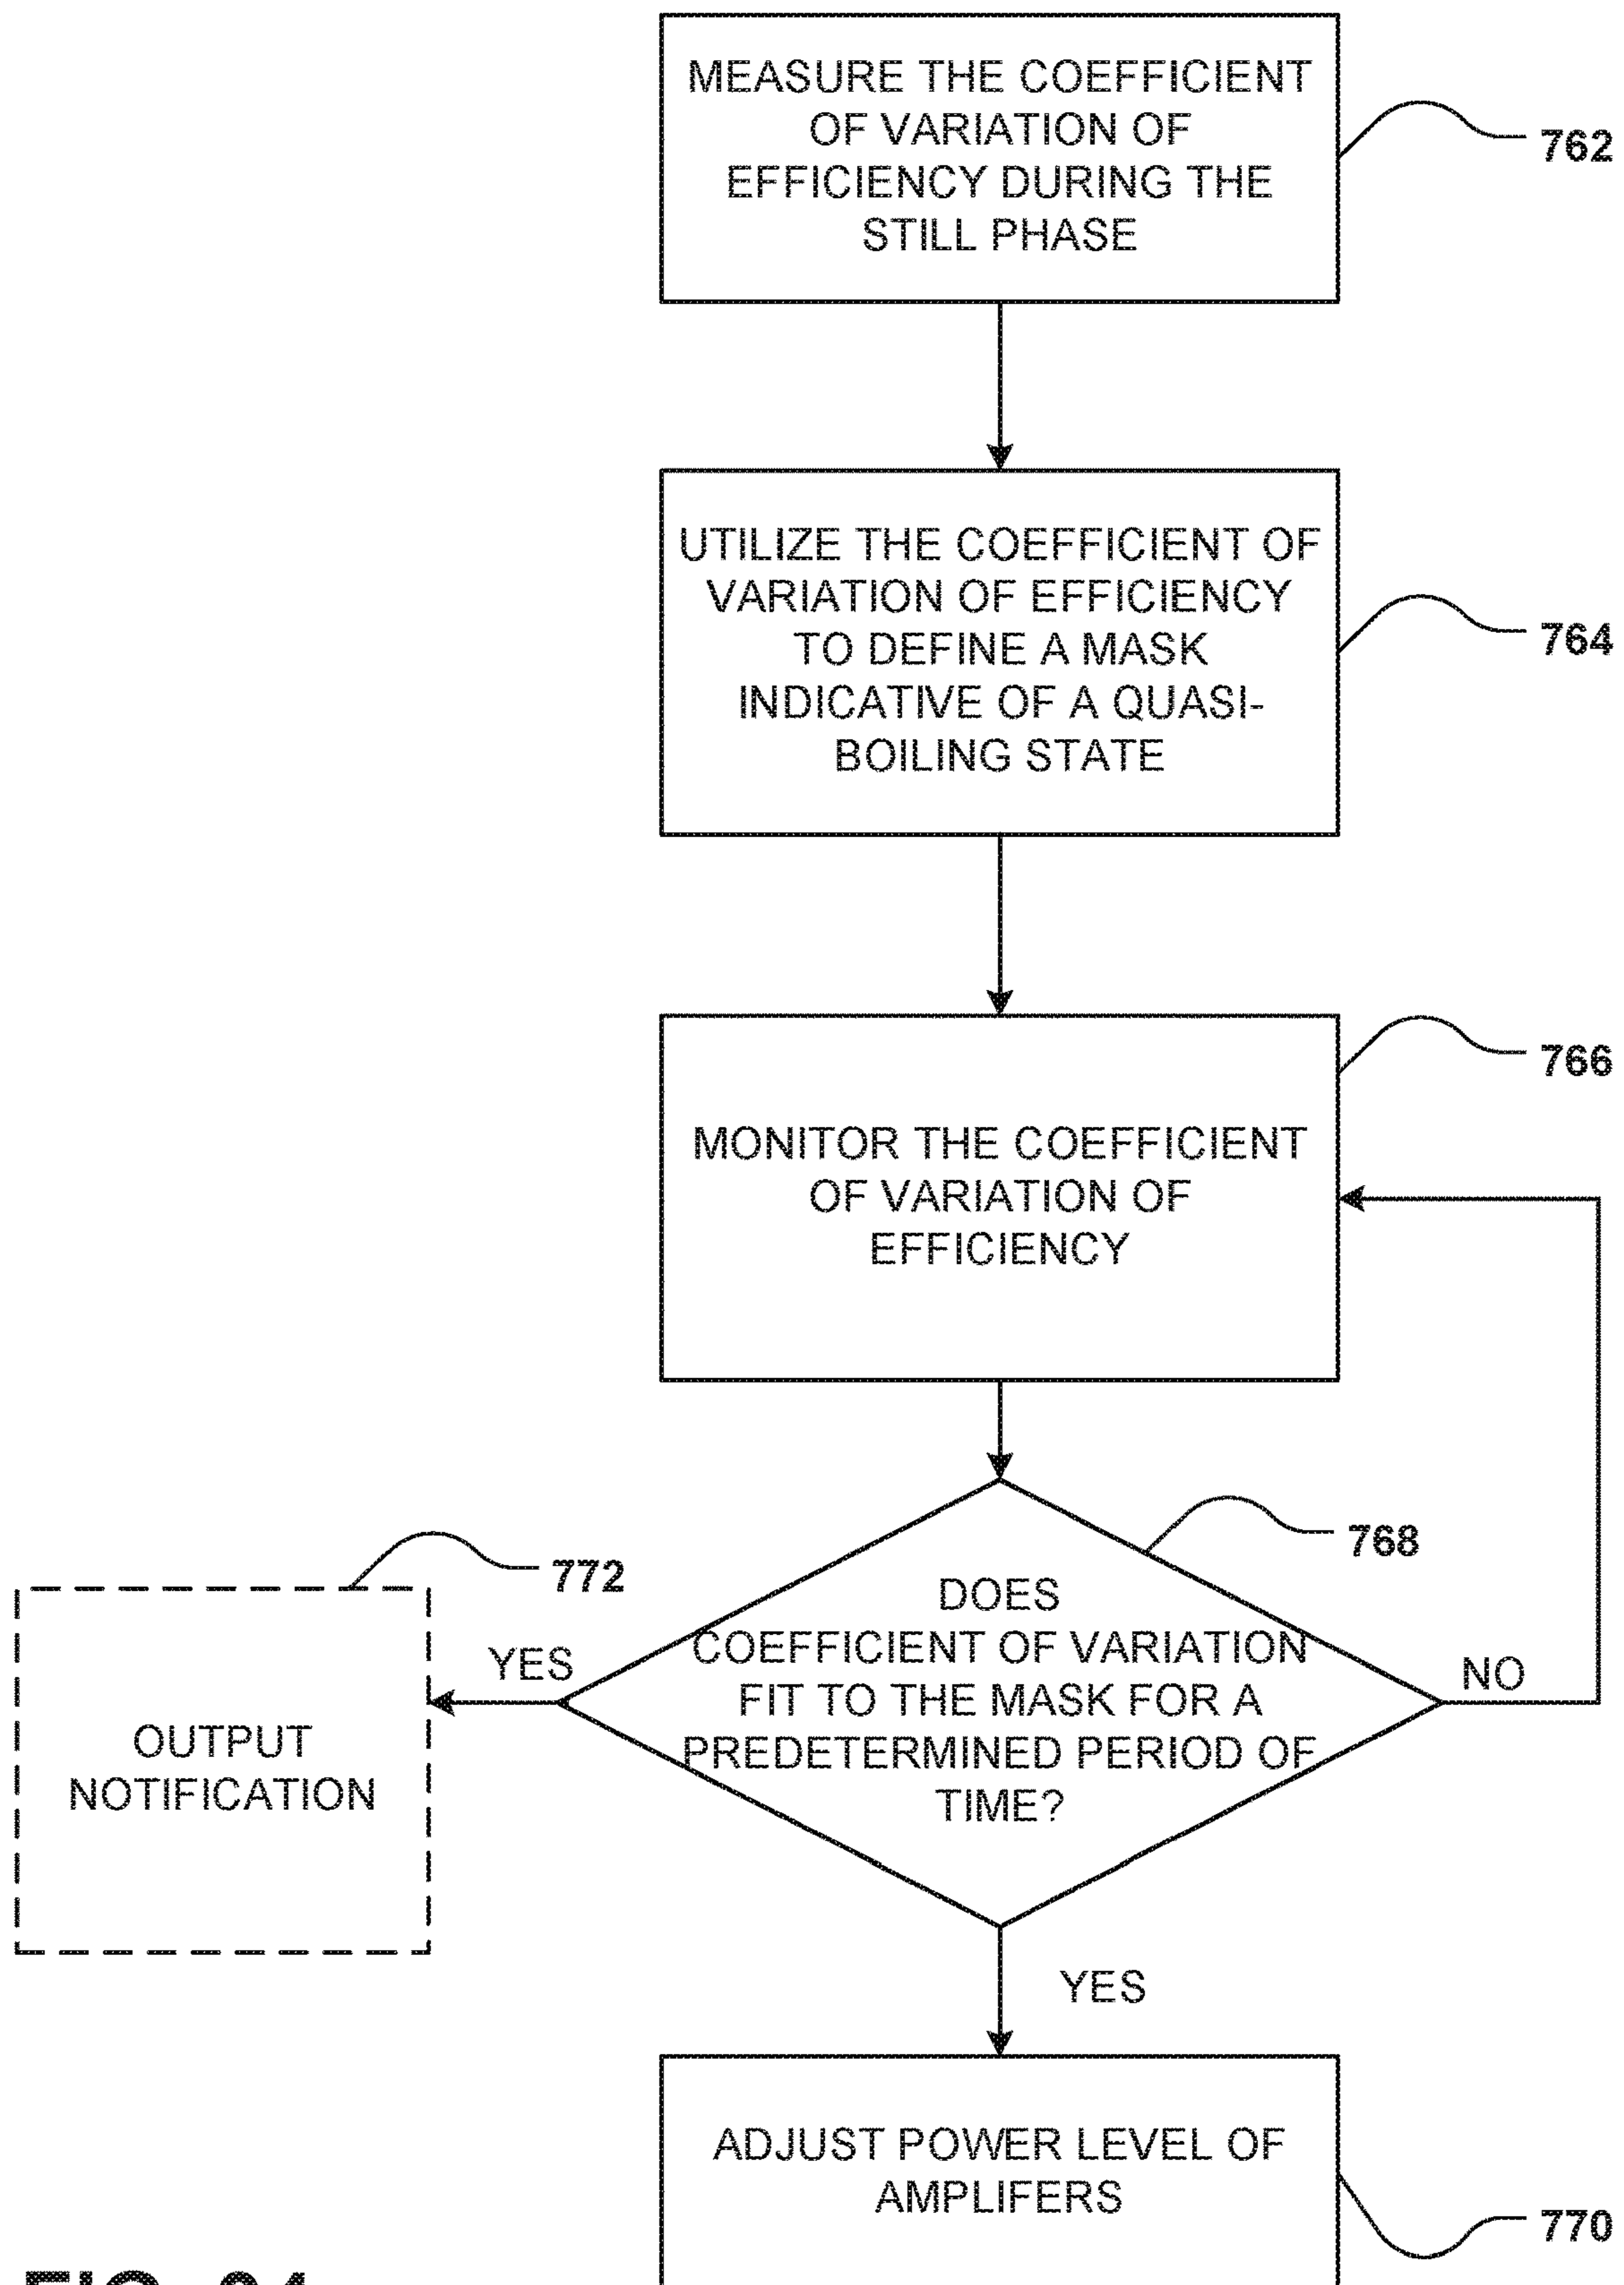 MEASURE THE COEFFICIENT
OF VARIATION OF
EFFICIENCY DURING THE
STILL PHASE
762
UTILIZE THE COEFFICIENT OF
VARIATION OF EFFICIENCY
TO DEFINE A MASK
INDICATIVE OF A QUASI-
BOILING STATE
764
766
MONITOR THE COEFFICIENT
OF VARIATION OF
EFFICIENCY
768
772
DOES
COEFFICIENT OF VARIATION
FIT TO THE MASK FOR A
PREDETERMINED PERIOD OF
TIME?
YES
NO
OUTPUT
NOTIFICATION
YES
ADJUST POWER LEVEL OF
AMPLIFERS
770